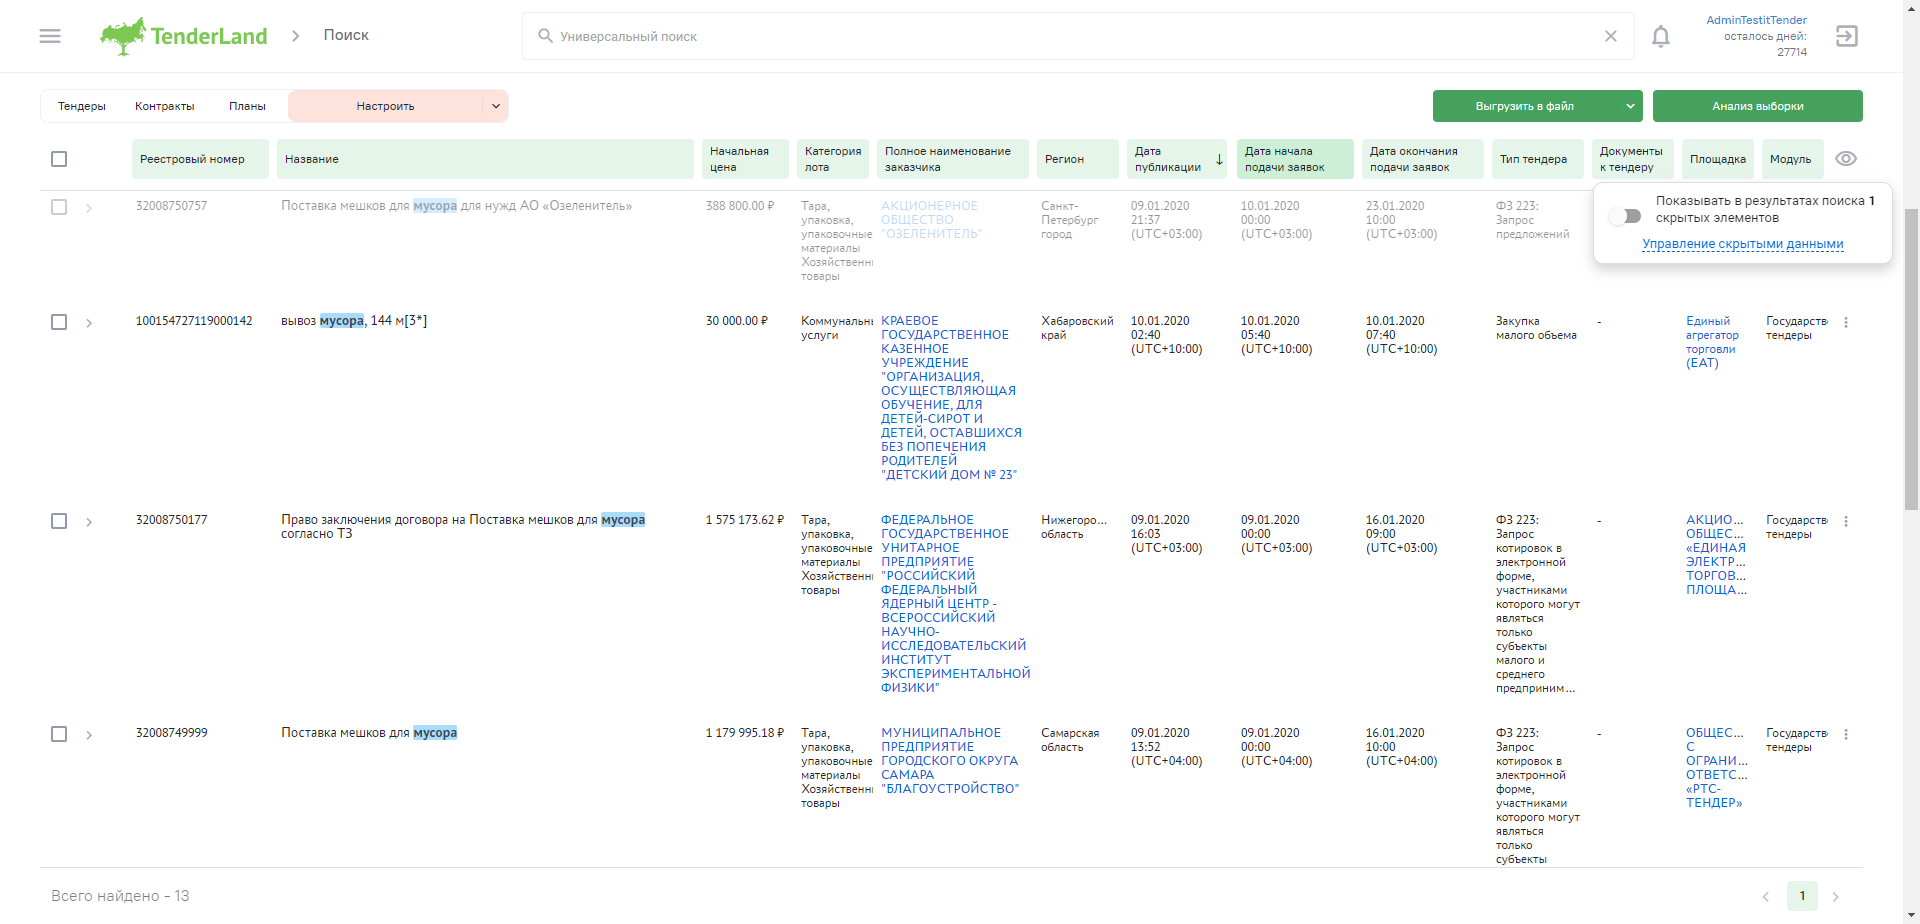 TenderLand
Поиск
Универсальный поиск
AdminTestitTender
осталось дней:
27714
Тендеры
Контракты
Планы
Настроить
Выгрузить в файл
Анализ выборки
Реестровый номер
Название
Начальная
цена
Категория
лота
Полное наименование
заказчика
Регион
Дата
публикации
Дата начала
подачи заявок
Дата окончания
подачи заявок
Тип тендера
Документы
к тендеру
Площадка
Модуль
Показывать в результатах поиска 1
скрытых элементов
Управление скрытыми данными
32008750757
Поставка мешков для мусора для нужд АО «Озеленитель»
388 800.00 ₽
Тара,
упаковка,
упаковочные
материалы
Хозяйственн
товары
АКЦИОНЕРНОЕ
ОБЩЕСТВО
"ОЗЕЛЕНИТЕЛЬ"
Санкт-
Петербург
город
09.01.2020
21:37
(UTC+03:00)
10.01.2020
00:00
(UTC+03:00)
23.01.2020
10:00
(UTC+03:00)
ФЗ 223:
Запрос
предложений
100154727119000142
вывоз мусора, 144 м[3*]
30 000.00 ₽
Коммунальн
услуги
КРАЕВОЕ
ГОСУДАРСТВЕННОЕ
КАЗЕННОЕ
УЧРЕЖДЕНИЕ
"ОРГАНИЗАЦИЯ,
ОСУЩЕСТВЛЯЮЩАЯ
ОБУЧЕНИЕ, ДЛЯ
ДЕТЕЙ-СИРОТ И
ДЕТЕЙ, ОСТАВШИХСЯ
БЕЗ ПОПЕЧЕНИЯ
РОДИТЕЛЕЙ
"ДЕТСКИЙ ДОМ № 23"
Хабаровский
край
10.01.2020
02:40
(UTC+10:00)
10.01.2020
05:40
(UTC+10:00)
10.01.2020
07:40
(UTC+10:00)
Закупка
малого объема
-
Единый
агрегатор
торговли
(ЕАТ)
Государств
тендеры
32008750177
Право заключения договора на Поставка мешков для мусора
согласно ТЗ
1 575 173.62 ₽
Тара,
упаковка,
упаковочные
материалы
Хозяйственн
товары
ФЕДЕРАЛЬНОЕ
ГОСУДАРСТВЕННОЕ
УНИТАРНОЕ
ПРЕДПРИЯТИЕ
"РОССИЙСКИЙ
ФЕДЕРАЛЬНЫЙ
ЯДЕРНЫЙ ЦЕНТР -
ВСЕРОССИЙСКИЙ
НАУЧНО-
ИССЛЕДОВАТЕЛЬСКИЙ
ИНСТИТУТ
ЭКСПЕРИМЕНТАЛЬНОЙ
ФИЗИКИ"
Нижегоро...
область
09.01.2020
16:03
(UTC+03:00)
09.01.2020
00:00
(UTC+03:00)
16.01.2020
09:00
(UTC+03:00)
ФЗ 223:
Запрос
котировок в
электронной
форме,
участниками
которого могут
являться
только
субъекты
малого и
среднего
предприним...
-
АКЦИО...
ОБЩЕС...
«ЕДИНАЯ
ЭЛЕКТР...
ТОРГОВ...
ПЛОЩА...
Государств
тендеры
32008749999
Поставка мешков для мусора
1 179 995.18 ₽
Тара,
упаковка,
упаковочные
материалы
Хозяйственн
товары
МУНИЦИПАЛЬНОЕ
ПРЕДПРИЯТИЕ
ГОРОДСКОГО ОКРУГА
САМАРА
"БЛАГОУСТРОЙСТВО"
Самарская
область
09.01.2020
13:52
(UTC+04:00)
09.01.2020
00:00
(UTC+04:00)
16.01.2020
10:00
(UTC+04:00)
ФЗ 223:
Запрос
котировок в
электронной
форме,
участниками
которого могут
являться
только
субъекты
-
ОБЩЕС...
С
ОГРАНИ...
ОТВЕТС...
«РТС-
ТЕНДЕР»
Государств
тендеры
Всего найдено - 13
1